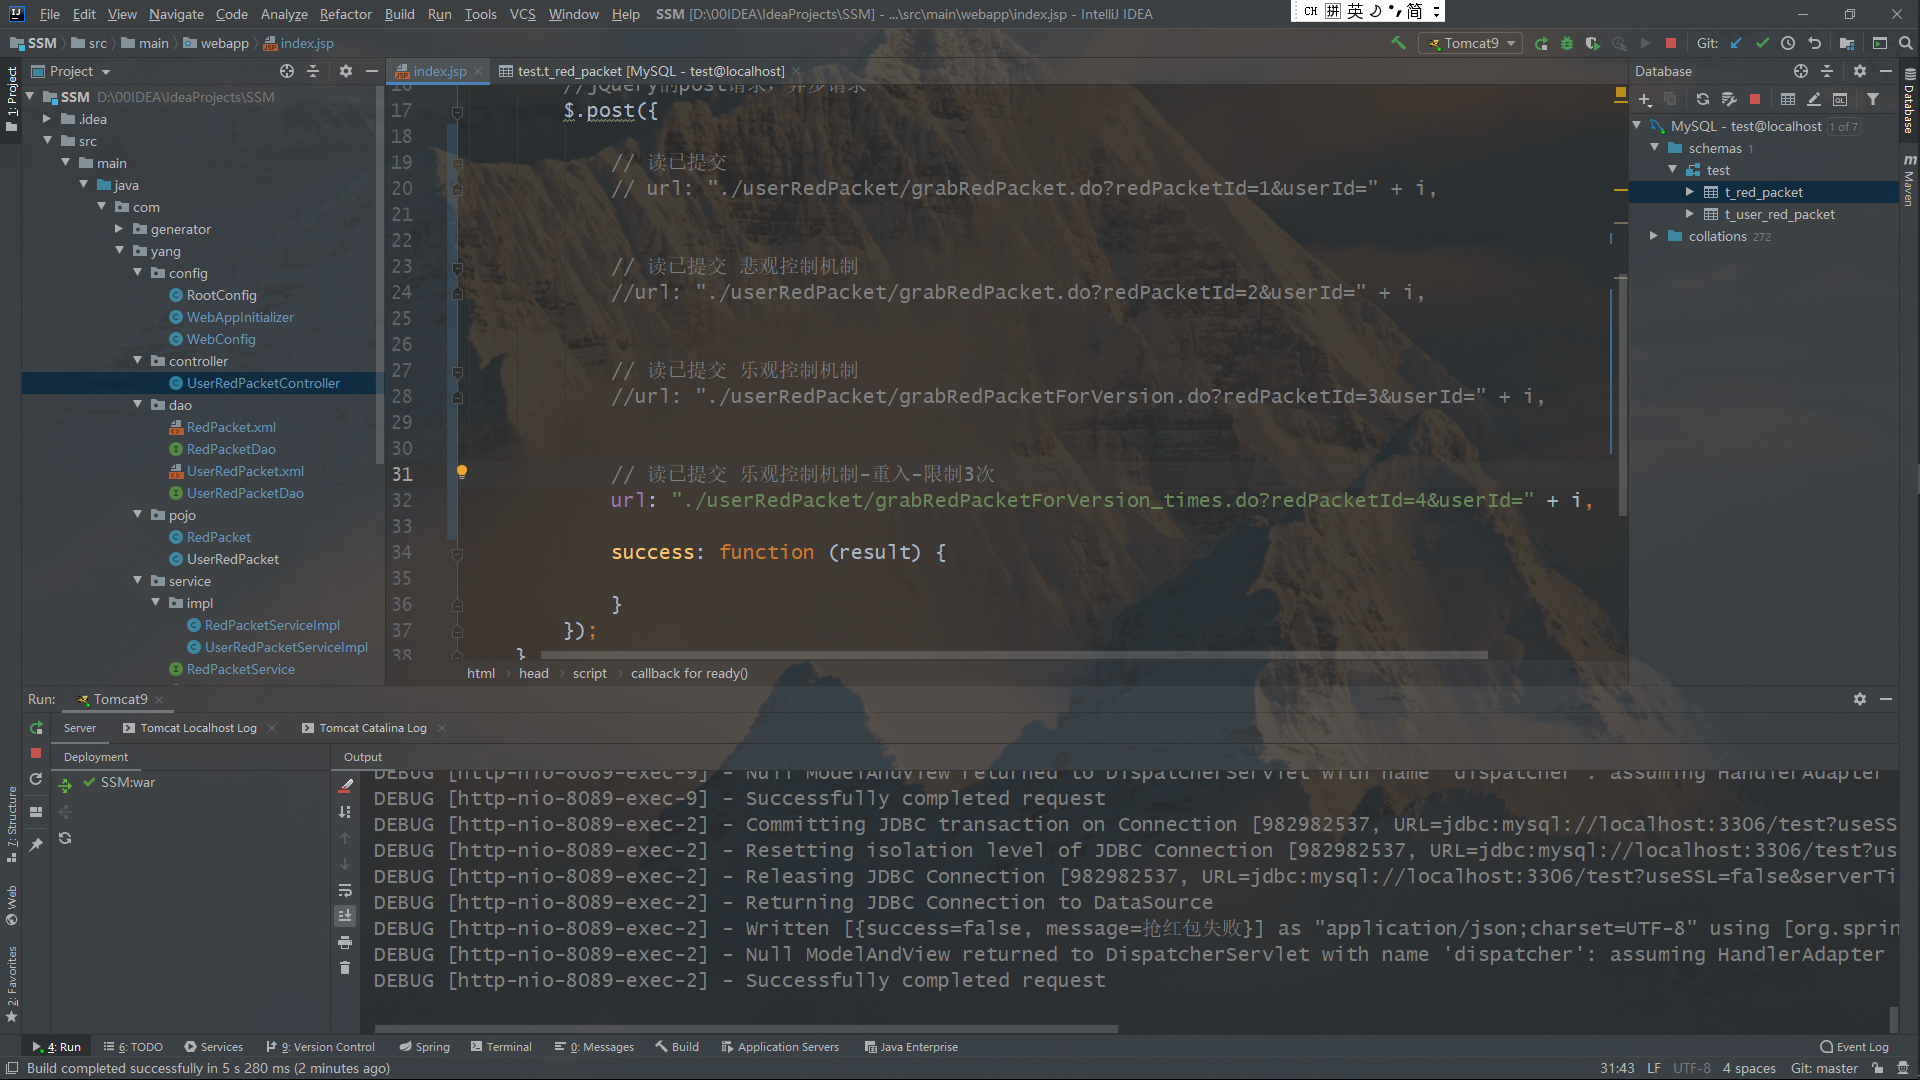 File Edit View Navigate Code Analyze Refactor Build Run Tools VCS Window Help SSM [D:\00IDEA\IdeaProjects\SSM] - ...\src\main\webapp\index.jsp - IntelliJ IDEA
CH 拼 英 简
SSM src main webapp index.jsp
Tomcat9 Git:
1: Project
Project
index.jsp
test.t_red_packet [MySQL - test@localhost]
Database
SSM D:\00IDEA\IdeaProjects\SSM
.idea
src
main
java
com
generator
yang
config
RootConfig
WebAppInitializer
WebConfig
controller
UserRedPacketController
dao
RedPacket.xml
RedPacketDao
UserRedPacket.xml
UserRedPacketDao
pojo
RedPacket
UserRedPacket
service
impl
RedPacketServiceImpl
UserRedPacketServiceImpl
RedPacketService
16 //jQuery的post请求，异步请求
17 $.post({
18
19 // 读已提交
20 // url: "./userRedPacket/grabRedPacket.do?redPacketId=1&userId=" + i,
21
22
23 // 读已提交 悲观控制机制
24 //url: "./userRedPacket/grabRedPacket.do?redPacketId=2&userId=" + i,
25
26
27 // 读已提交 乐观控制机制
28 //url: "./userRedPacket/grabRedPacketForVersion.do?redPacketId=3&userId=" + i,
29
30
31 // 读已提交 乐观控制机制-重入-限制3次
32 url: "./userRedPacket/grabRedPacketForVersion_times.do?redPacketId=4&userId=" + i,
33
34 success: function (result) {
35
36 }
37 });
38 }
html head script callback for ready()
MySQL - test@localhost 1 of 7
schemas 1
test
t_red_packet
t_user_red_packet
collations 272
Database
Maven
Run: Tomcat9
Server Tomcat Localhost Log Tomcat Catalina Log
Deployment
Output
SSM:war
DEBUG [http-nio-8089-exec-9] - Null ModelAndView returned to DispatcherServlet with name 'dispatcher': assuming HandlerAdapter
DEBUG [http-nio-8089-exec-9] - Successfully completed request
DEBUG [http-nio-8089-exec-2] - Committing JDBC transaction on Connection [982982537, URL=jdbc:mysql://localhost:3306/test?useSS
DEBUG [http-nio-8089-exec-2] - Resetting isolation level of JDBC Connection [982982537, URL=jdbc:mysql://localhost:3306/test?us
DEBUG [http-nio-8089-exec-2] - Releasing JDBC Connection [982982537, URL=jdbc:mysql://localhost:3306/test?useSSL=false&serverTi
DEBUG [http-nio-8089-exec-2] - Returning JDBC Connection to DataSource
DEBUG [http-nio-8089-exec-2] - Written [{success=false, message=抢红包失败}] as "application/json;charset=UTF-8" using [org.sprin
DEBUG [http-nio-8089-exec-2] - Null ModelAndView returned to DispatcherServlet with name 'dispatcher': assuming HandlerAdapter
DEBUG [http-nio-8089-exec-2] - Successfully completed request
7: Structure
Web
2: Favorites
4: Run 6: TODO Services 9: Version Control Spring Terminal 0: Messages Build Application Servers Java Enterprise Event Log
Build completed successfully in 5 s 280 ms (2 minutes ago) 31:43 LF UTF-8 4 spaces Git: master